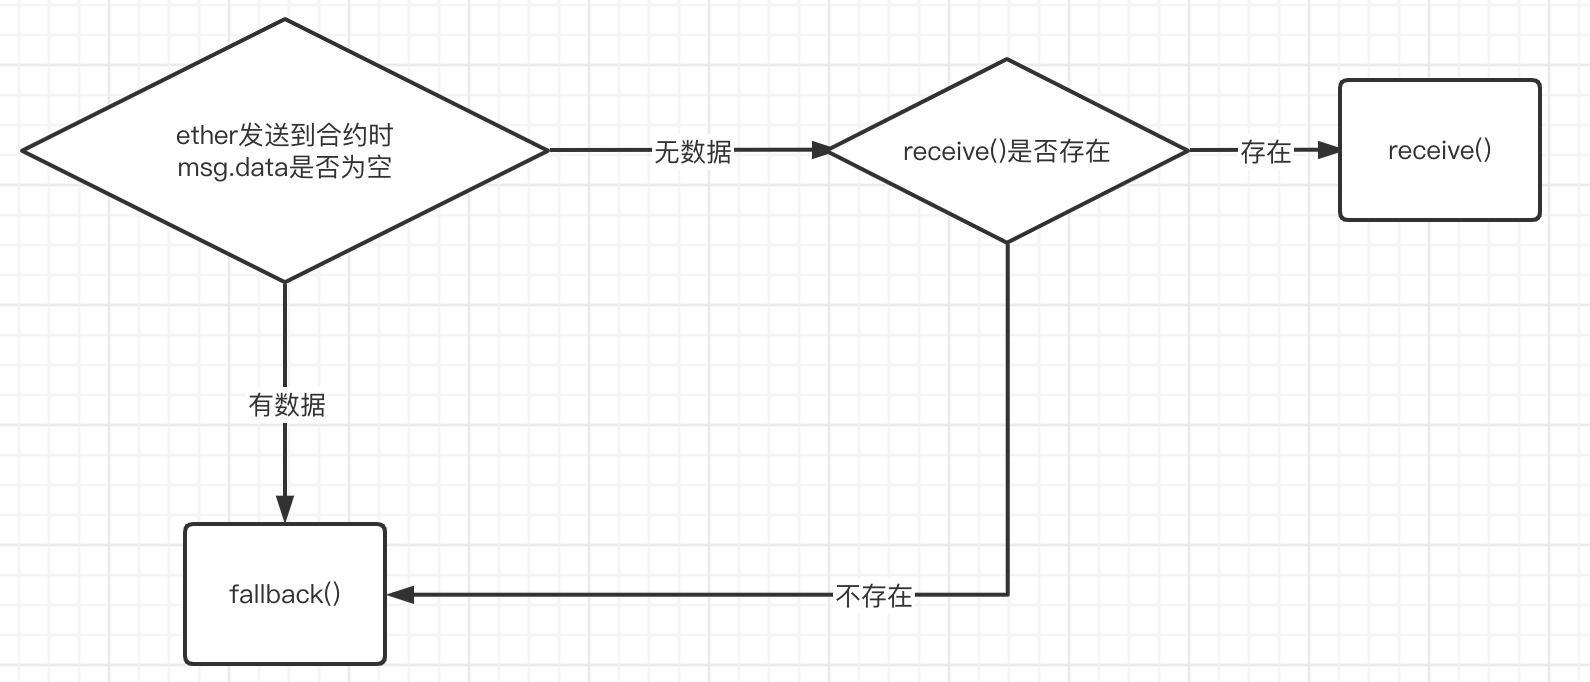 ether发送到合约时
msg.data是否为空
无数据
receive()是否存在
存在
receive()
有数据
fallback()
不存在